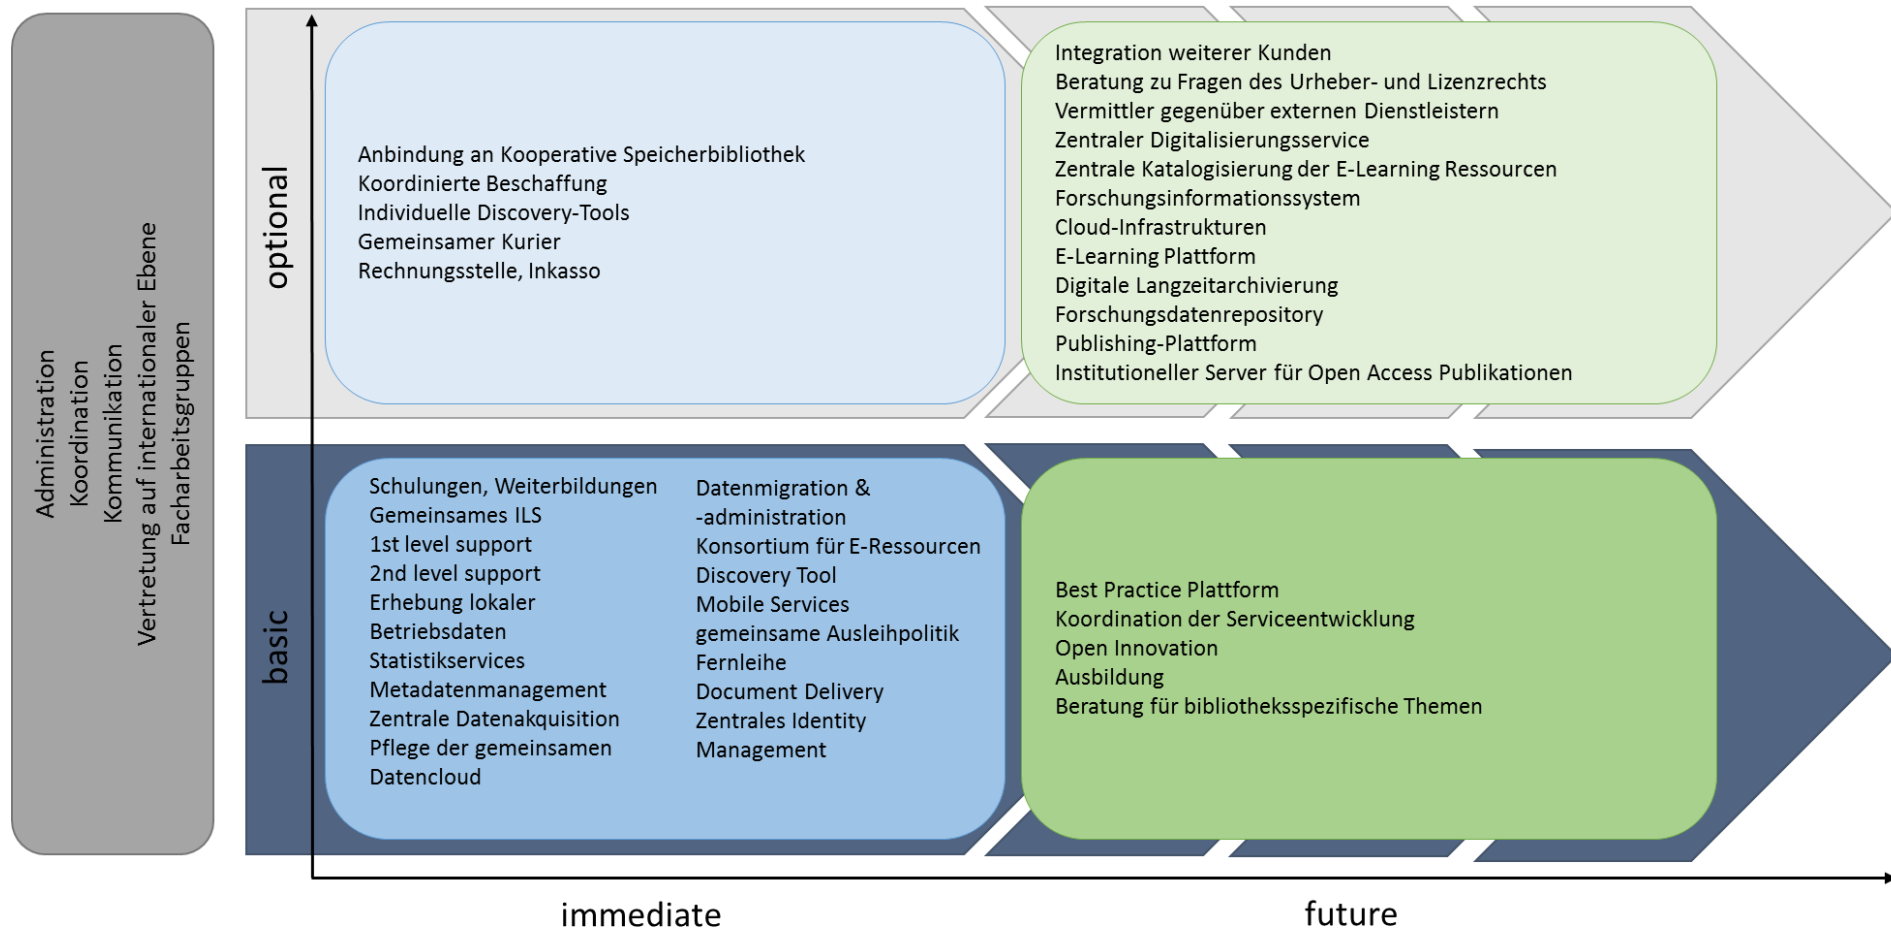 Administration
Koordination
Kommunikation
Vertretung auf internationaler Ebene
Facharbeitsgruppen
optional
Anbindung an Kooperative Speicherbibliothek
Koordinierte Beschaffung
Individuelle Discovery-Tools
Gemeinsamer Kurier
Rechnungsstelle, Inkasso
Integration weiterer Kunden
Beratung zu Fragen des Urheber- und Lizenzrechts
Vermittler gegenüber externen Dienstleistern
Zentraler Digitalisierungsservice
Zentrale Katalogisierung der E-Learning Ressourcen
Forschungsinformationssystem
Cloud-Infrastrukturen
E-Learning Plattform
Digitale Langzeitarchivierung
Forschungsdatenrepository
Publishing-Plattform
Institutioneller Server für Open Access Publikationen
basic
Schulungen, Weiterbildungen
Gemeinsames ILS
1st level support
2nd level support
Erhebung lokaler
Betriebsdaten
Statistikservices
Metadatenmanagement
Zentrale Datenakquisition
Pflege der gemeinsamen
Datencloud
Datenmigration &
-administration
Konsortium für E-Ressourcen
Discovery Tool
Mobile Services
gemeinsame Ausleihpolitik
Fernleihe
Document Delivery
Zentrales Identity
Management
Best Practice Plattform
Koordination der Serviceentwicklung
Open Innovation
Ausbildung
Beratung für bibliotheksspezifische Themen
immediate
future